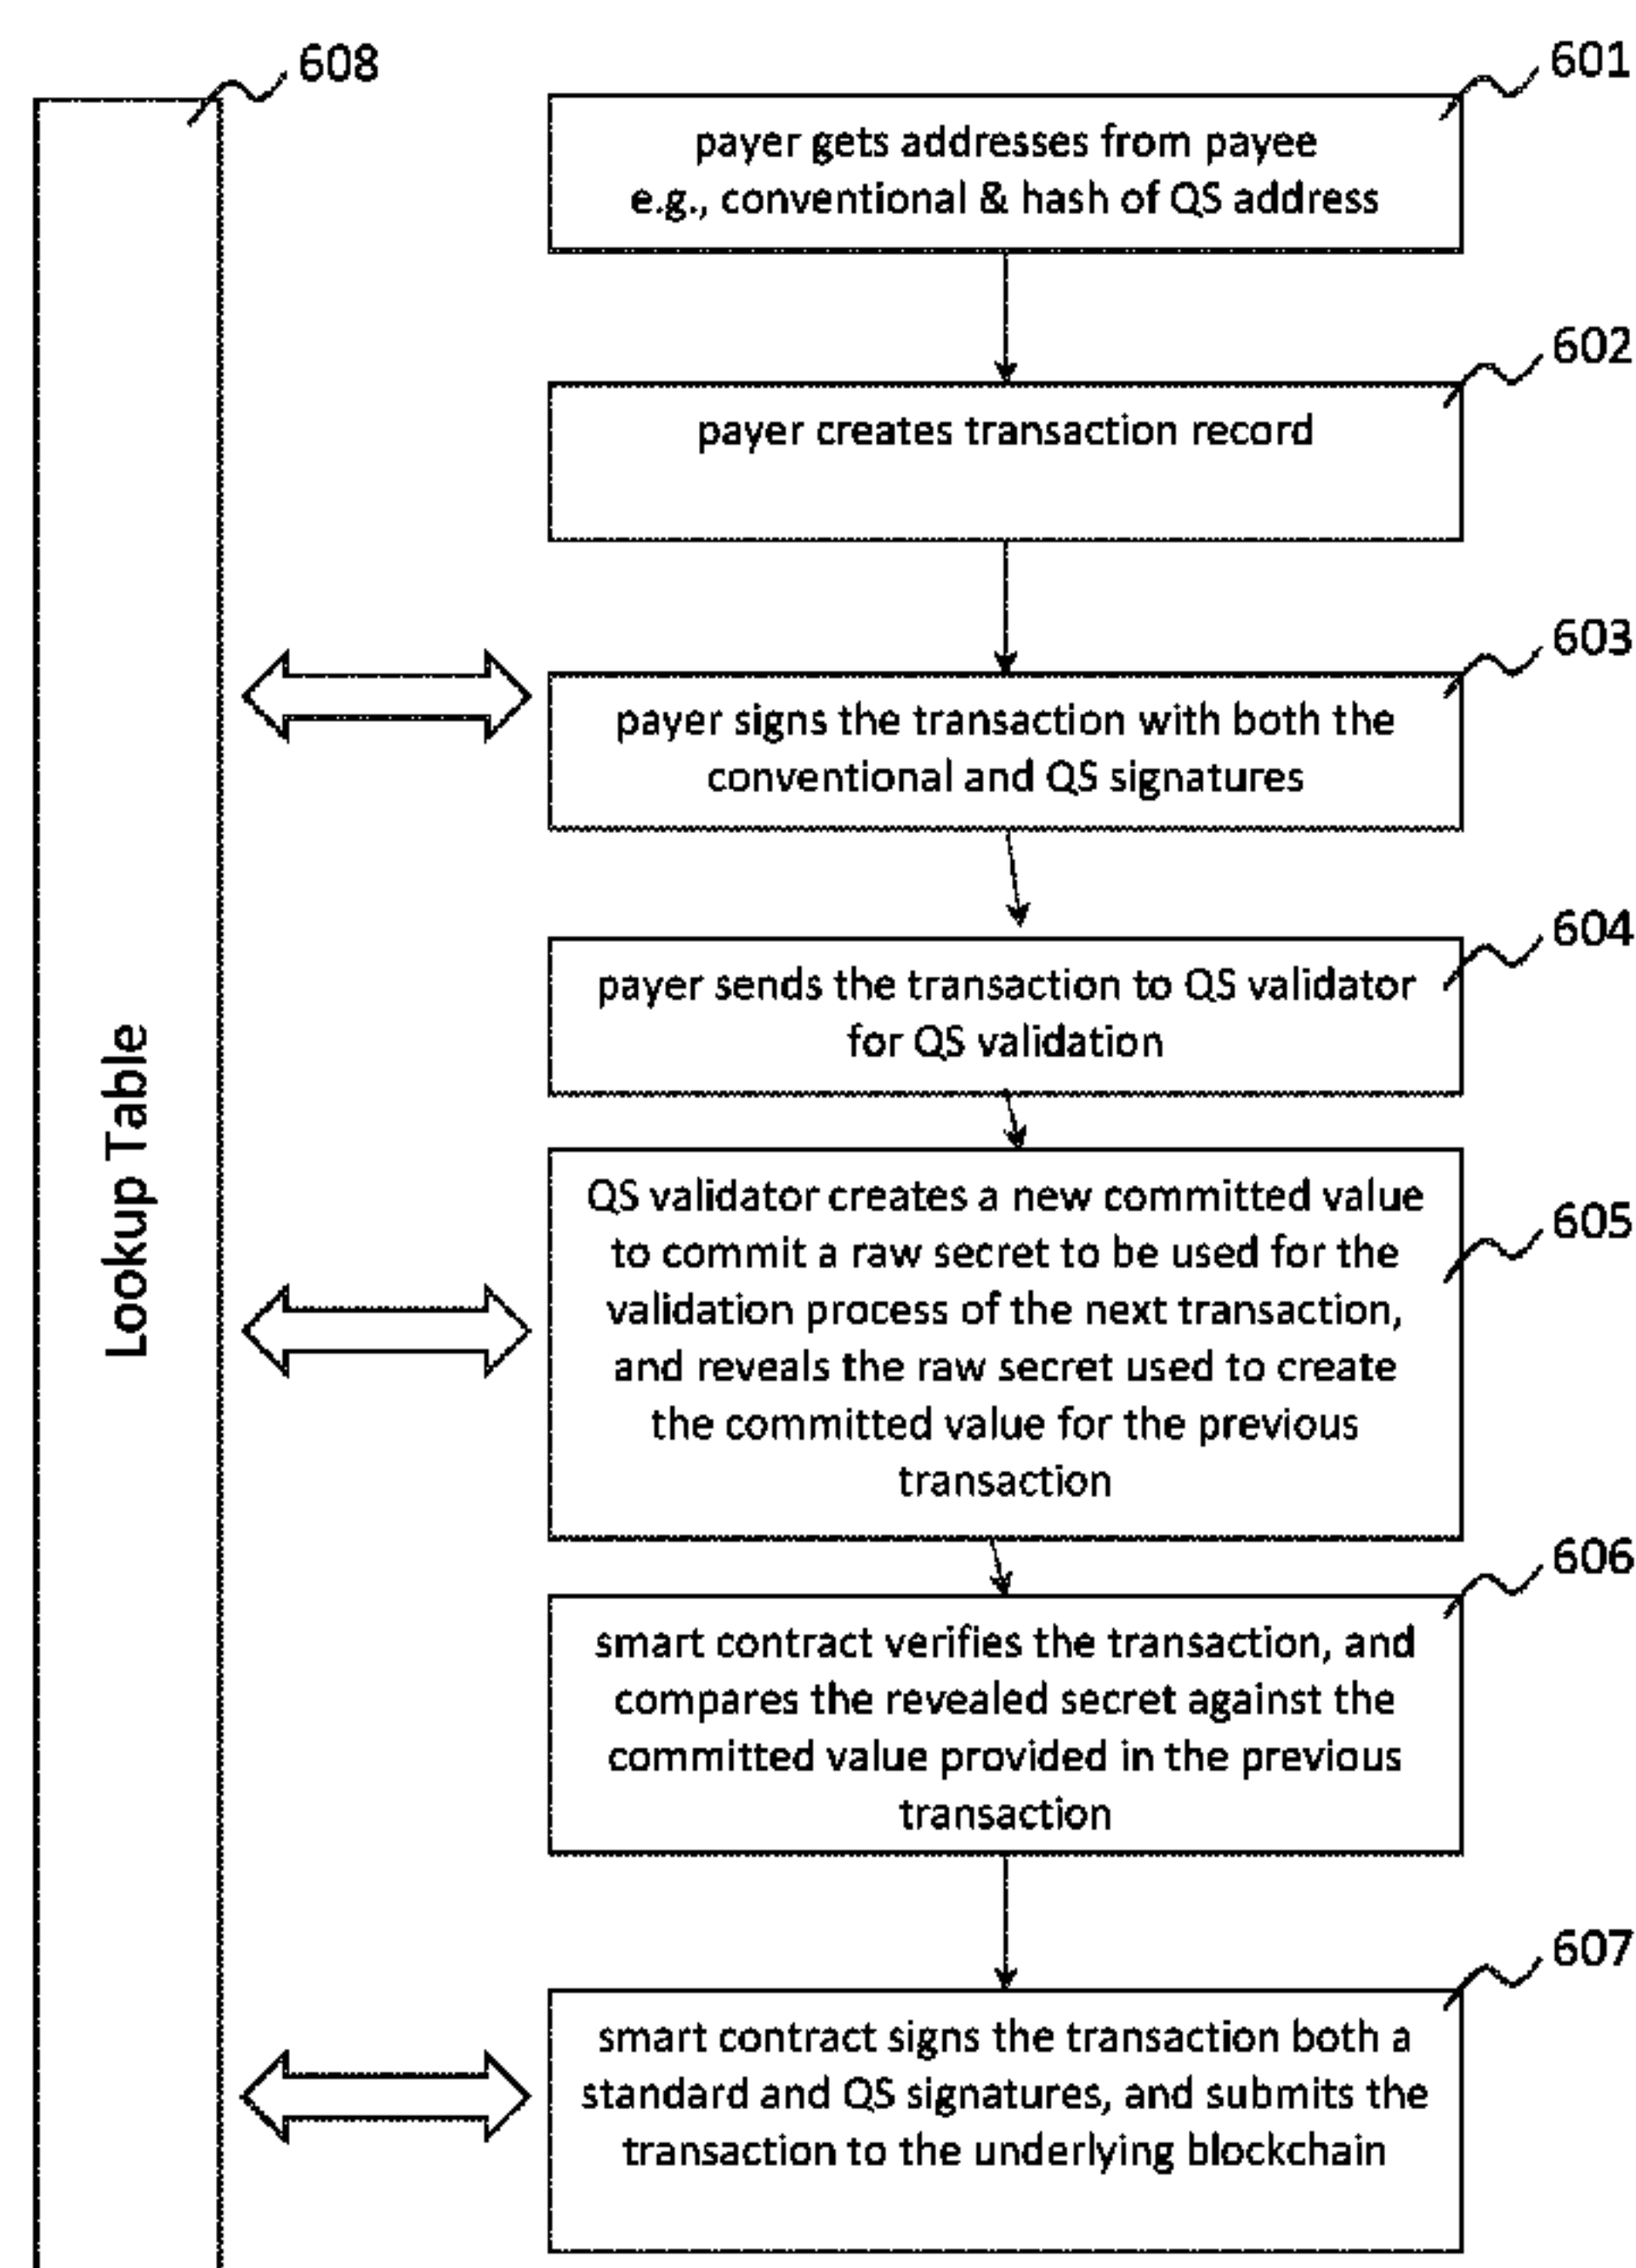 608
601
payer gets addresses from payee
e.g., conventional & hash of QS address
602
payer creates transaction record
603
payer signs the transaction with both the
conventional and QS signatures
604
payer sends the transaction to QS validator
for QS validation
Lookup Table
605
QS validator creates a new committed value
to commit a raw secret to be used for the
validation process of the next transaction,
and reveals the raw secret used to create
the committed value for the previous
transaction
606
smart contract verifies the transaction, and
compares the revealed secret against the
committed value provided in the previous
transaction
607
smart contract signs the transaction both a
standard and QS signatures, and submits the
transaction to the underlying blockchain